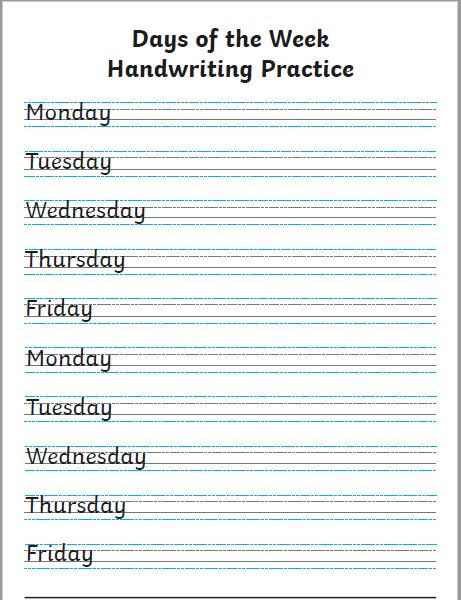 Days of the Week
Handwriting Practice
Monday
Tuesday
Wednesday
Thursday
Friday
Monday
Tuesday
Wednesday
Thursday
Friday